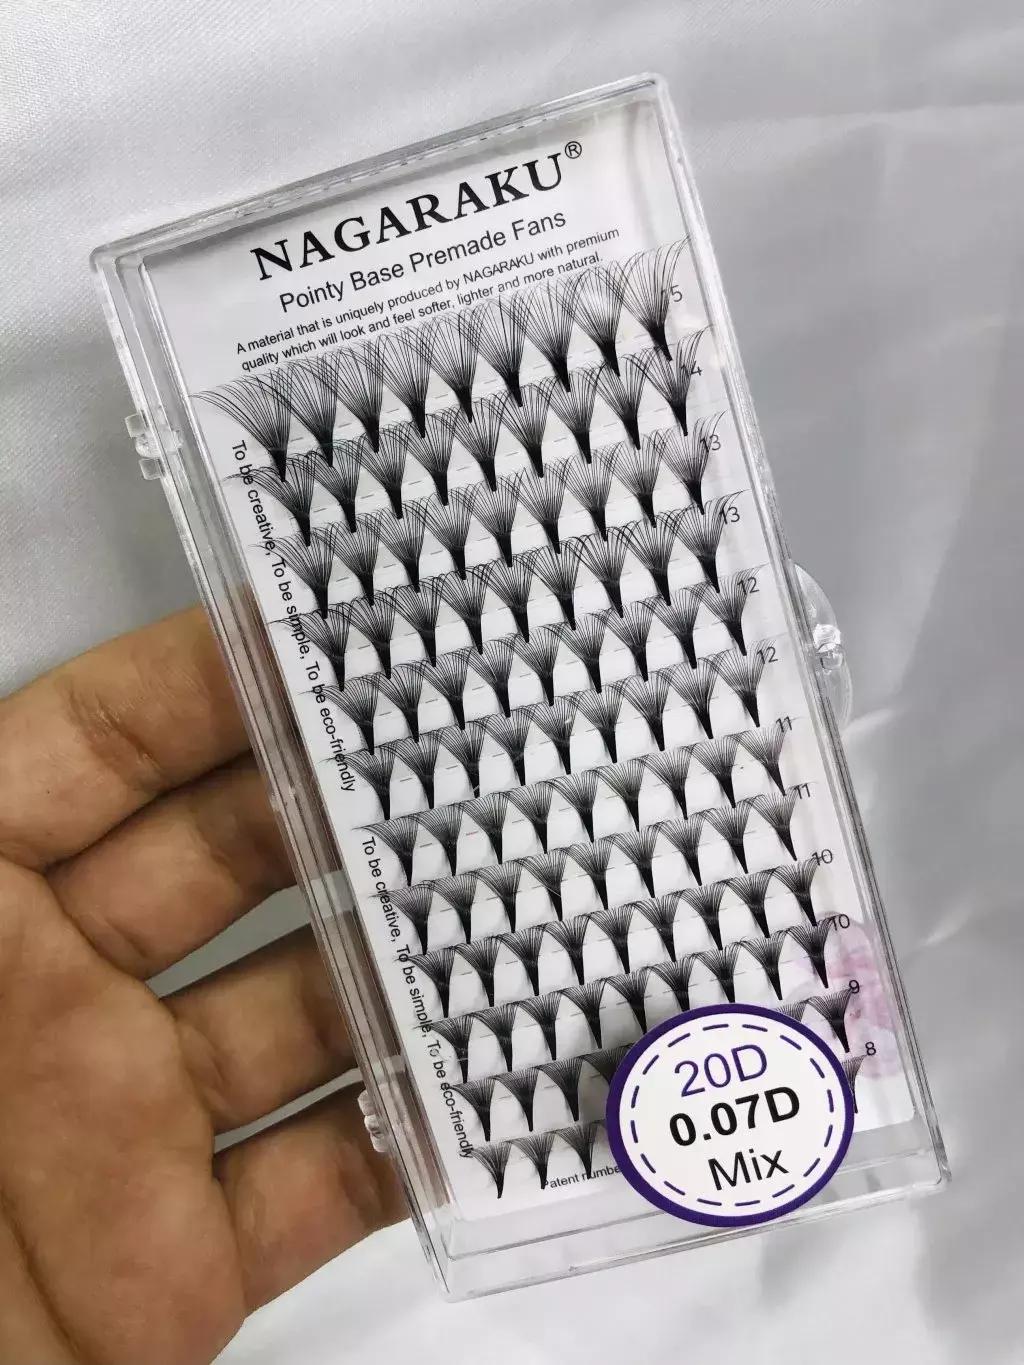 NAGARAKU®
Pointy Base Premade Fans
A material that is uniquely produced by NAGARAKU with premium
quality which will look and feel softer, lighter and more natural.
15
14
13
13
12
12
11
11
10
10
9
8
To be creative, To be simple, To be eco-friendly
To be creative, To be simple, To be eco-friendly
20D
0.07D
Mix
Patent number